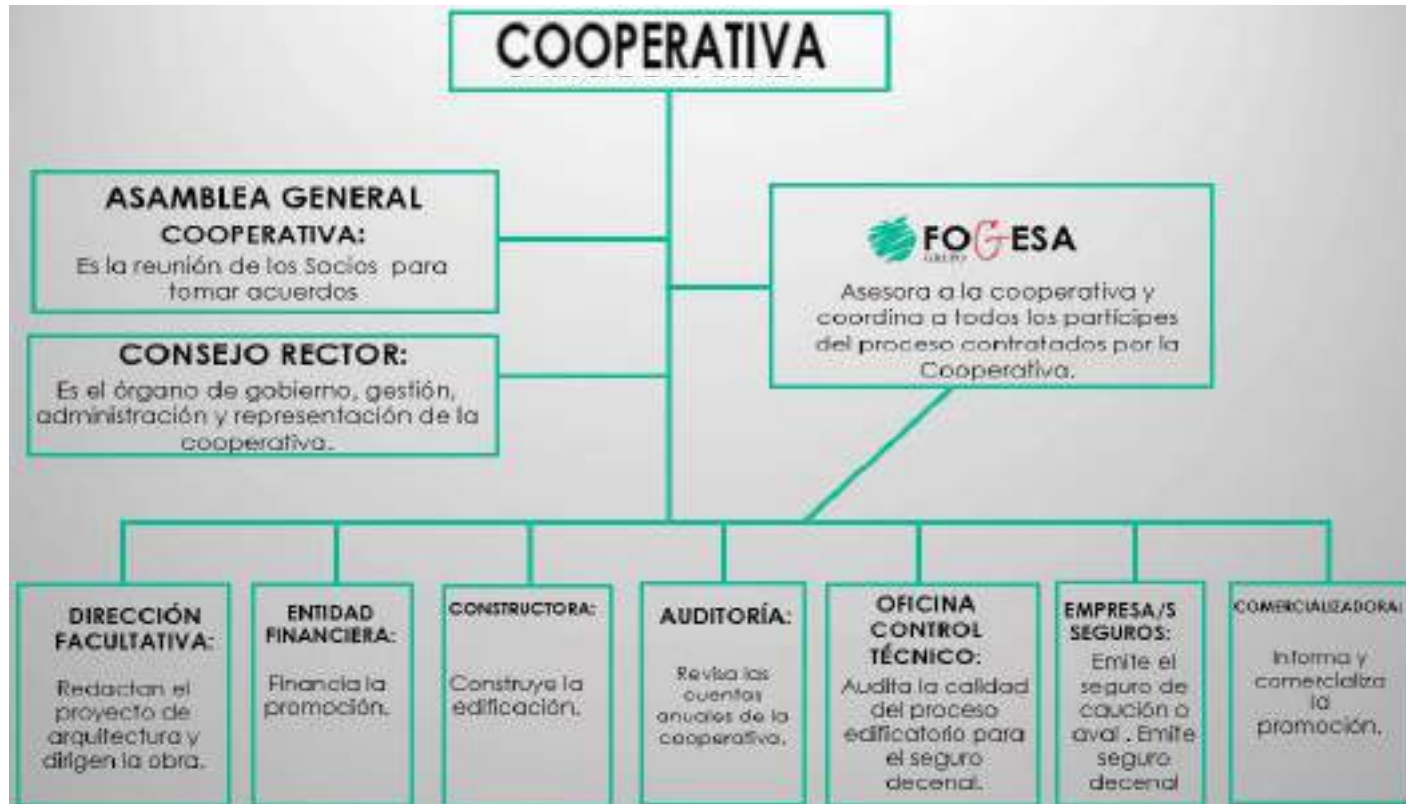 COOPERATIVA
ASAMBLEA GENERAL
COOPERATIVA:
Es la reunión de los Socios para
tomar acuerdos
GRUPO FOGESA
Asesora a la cooperativa y
coordina a todos los partícipes
del proceso contratados por la
Cooperativa.
CONSEJO RECTOR:
Es el órgano de gobierno, gestión,
administración y representación de la
cooperativa.
DIRECCIÓN
FACULTATIVA:
Redactan el
proyecto de
arquitectura y
dirigen la obra.
ENTIDAD
FINANCIERA:
Financia la
promoción.
CONSTRUCTORA:
Construye la
edificación.
AUDITORÍA:
Revisa las
cuentas
anuales de la
cooperativa.
OFICINA
CONTROL
TÉCNICO:
Audita la calidad
del proceso
edificatorio para
el seguro
decenal.
EMPRESA/S
SEGUROS:
Emite el
seguro de
caución o
aval . Emite
seguro
decenal
COMERCIALIZADORA:
Informa y
comercializa
la
promoción.